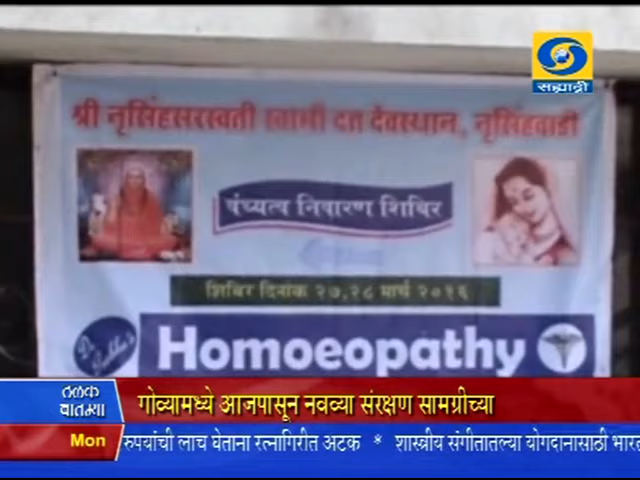 सह्याद्री
श्री नृसिंहसरस्वती स्वामी दत्त देवस्थान, नृसिंहवाडी
वंध्यत्व निवारण शिबिर
शिबिर दिनांक २७,२८ मार्च २०१६
Homoeopathy
ठळक
बातम्या
गोव्यामध्ये आजपासून नवव्या संरक्षण सामग्रीच्या
Mon
रुपयांची लाच घेताना रत्नागिरीत अटक * शास्त्रीय संगीतातल्या योगदानासाठी भारत